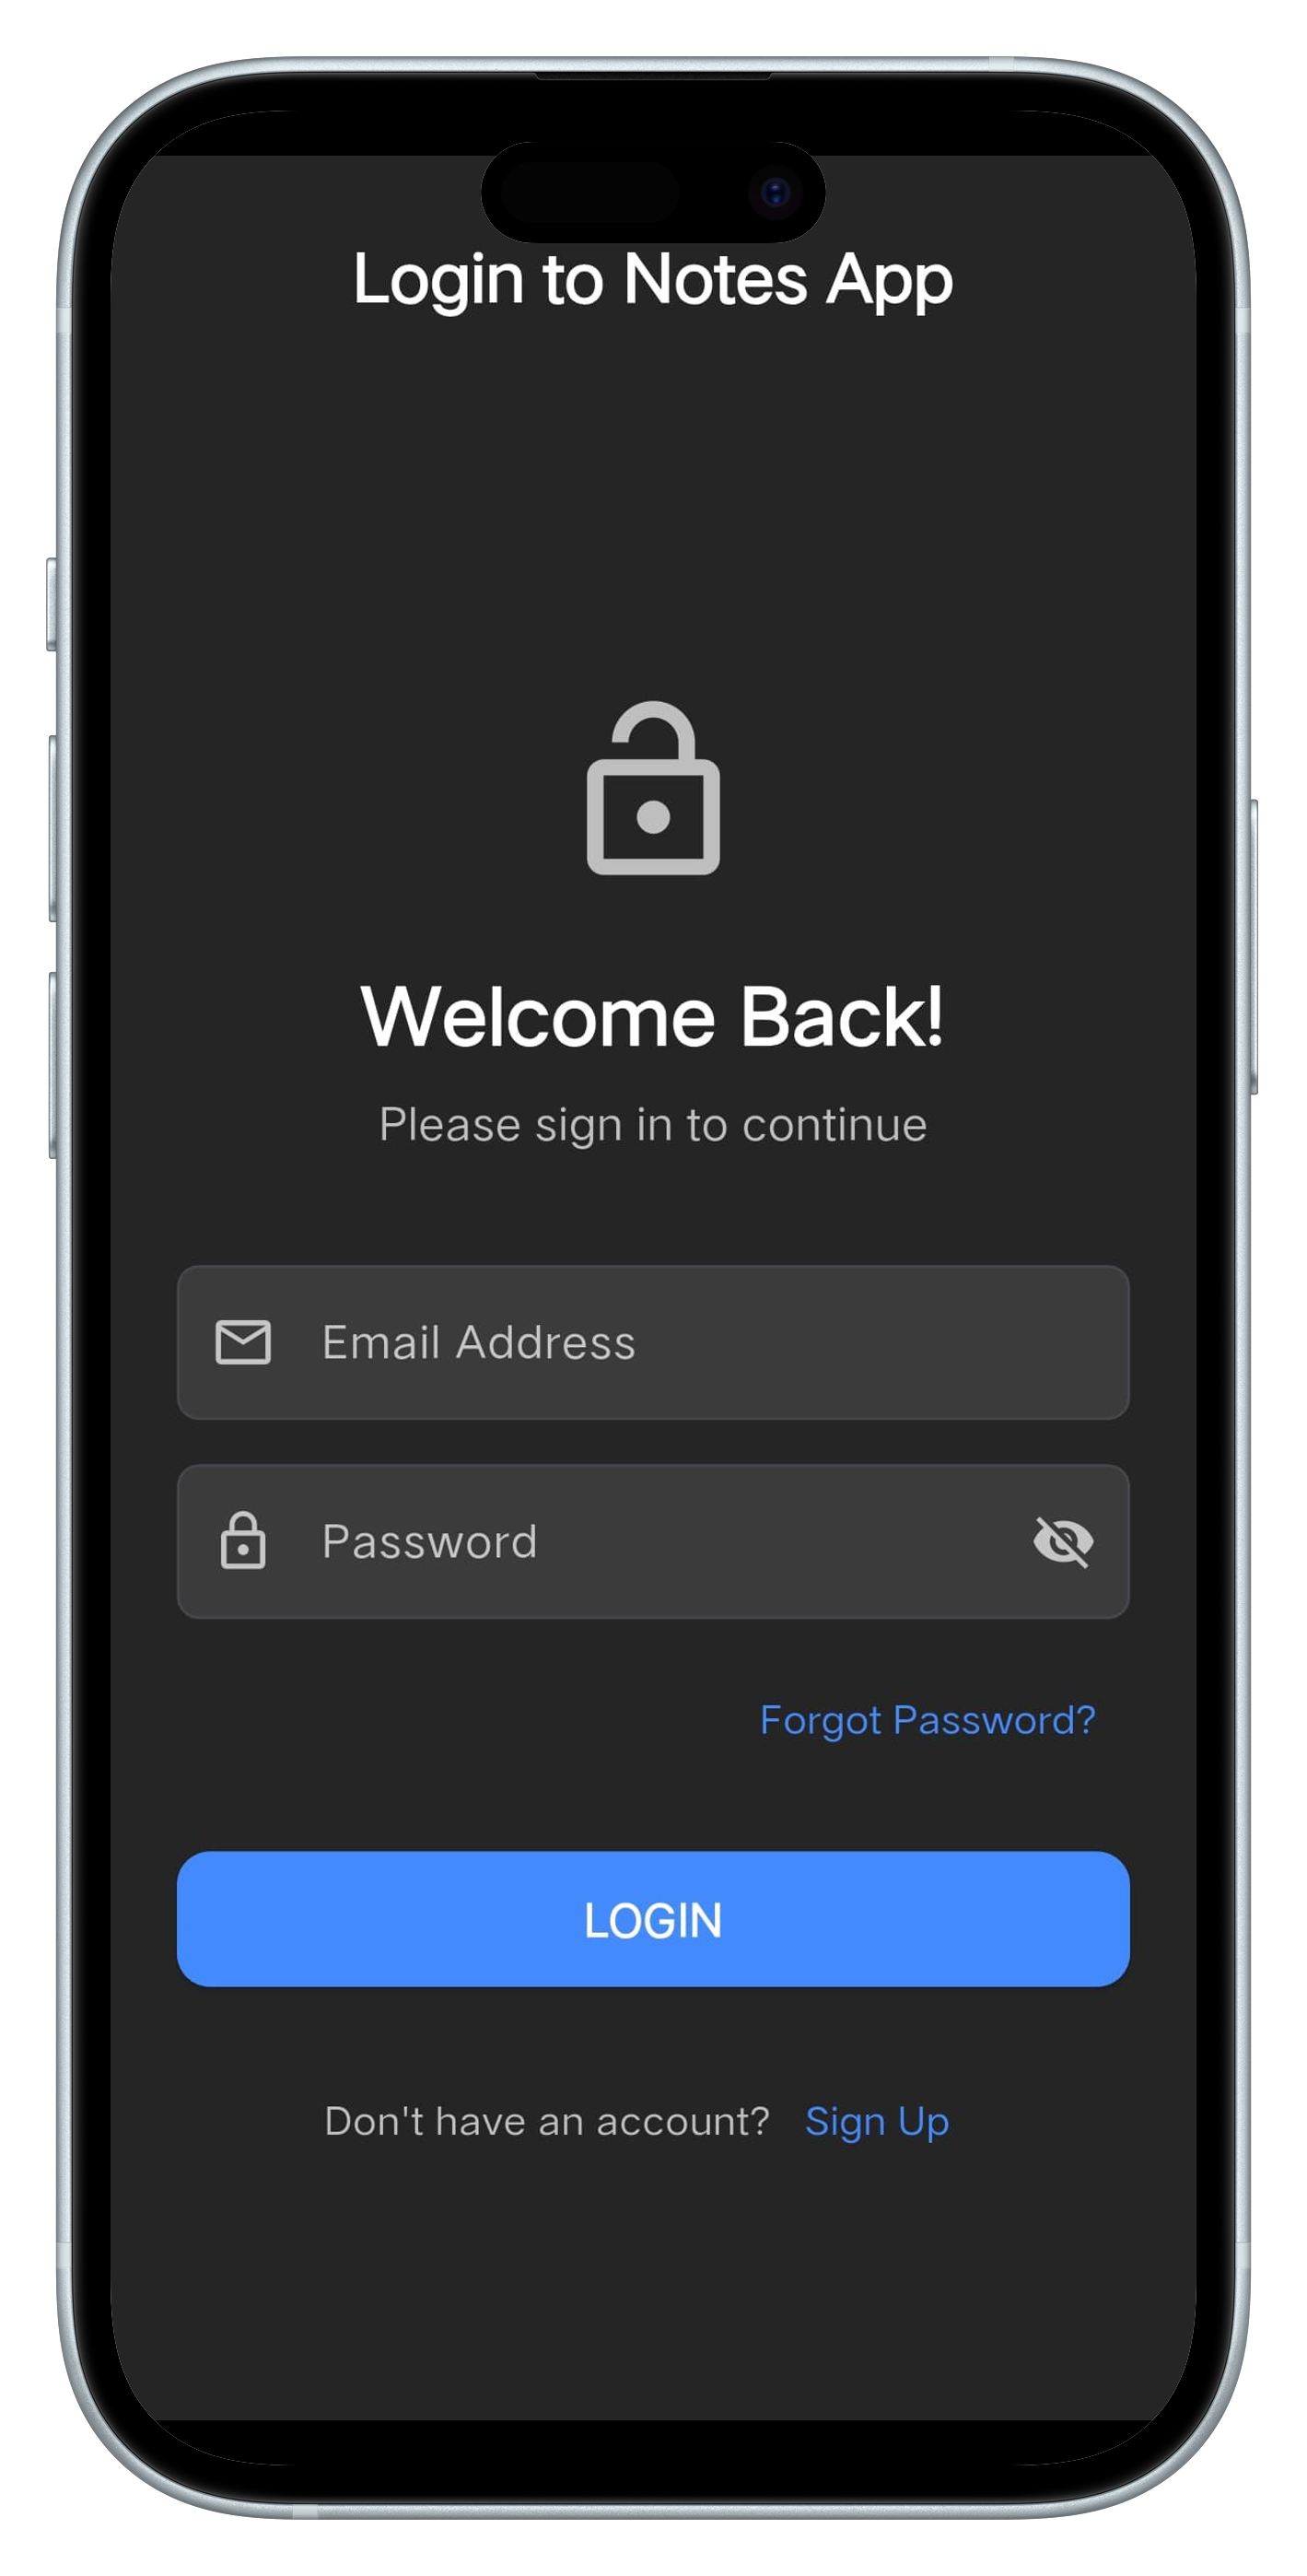 Login to Notes App
Welcome Back!
Please sign in to continue
Email Address
Password
Forgot Password?
LOGIN
Don't have an account? Sign Up